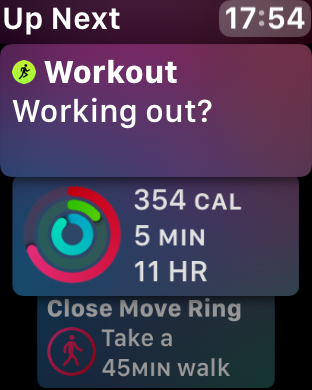 Up Next 17:54
Workout
Working out?
354 CAL
5 MIN
11 HR
Close Move Ring
Take a
45MIN walk